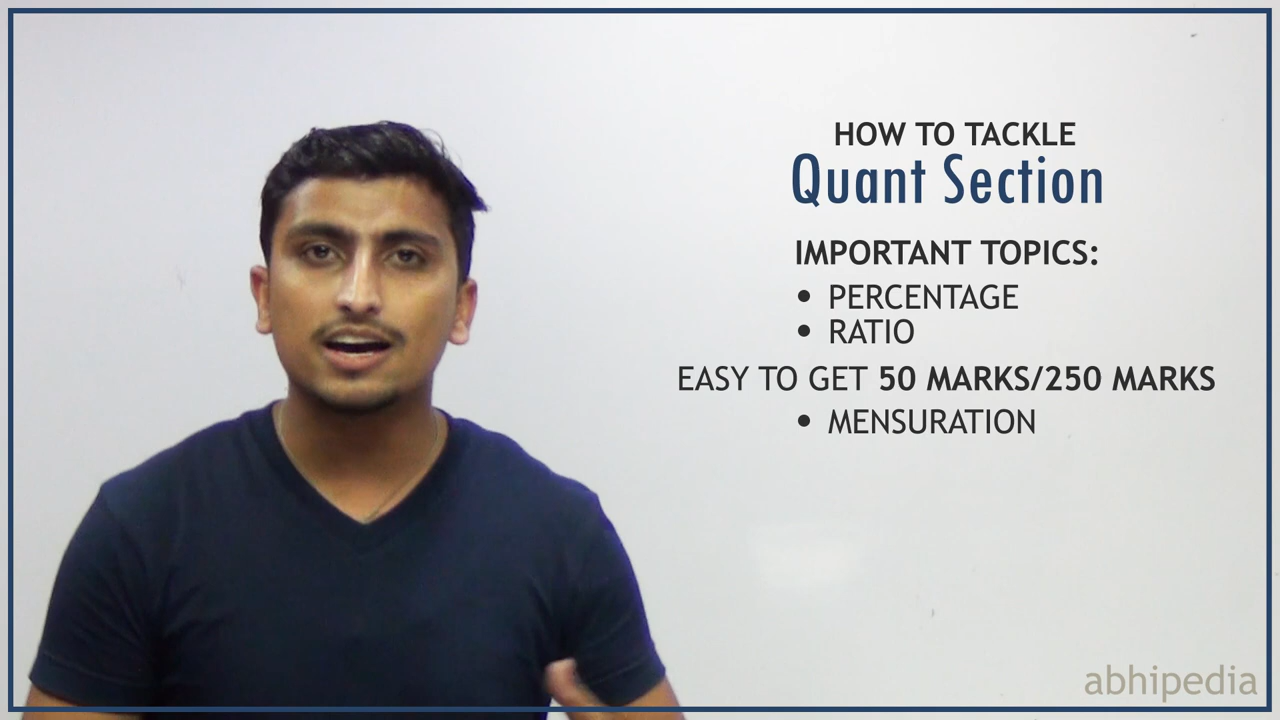 HOW TO TACKLE
Quant Section
IMPORTANT TOPICS:
• PERCENTAGE
• RATIO
EASY TO GET 50 MARKS/250 MARKS
• MENSURATION
abhipedia